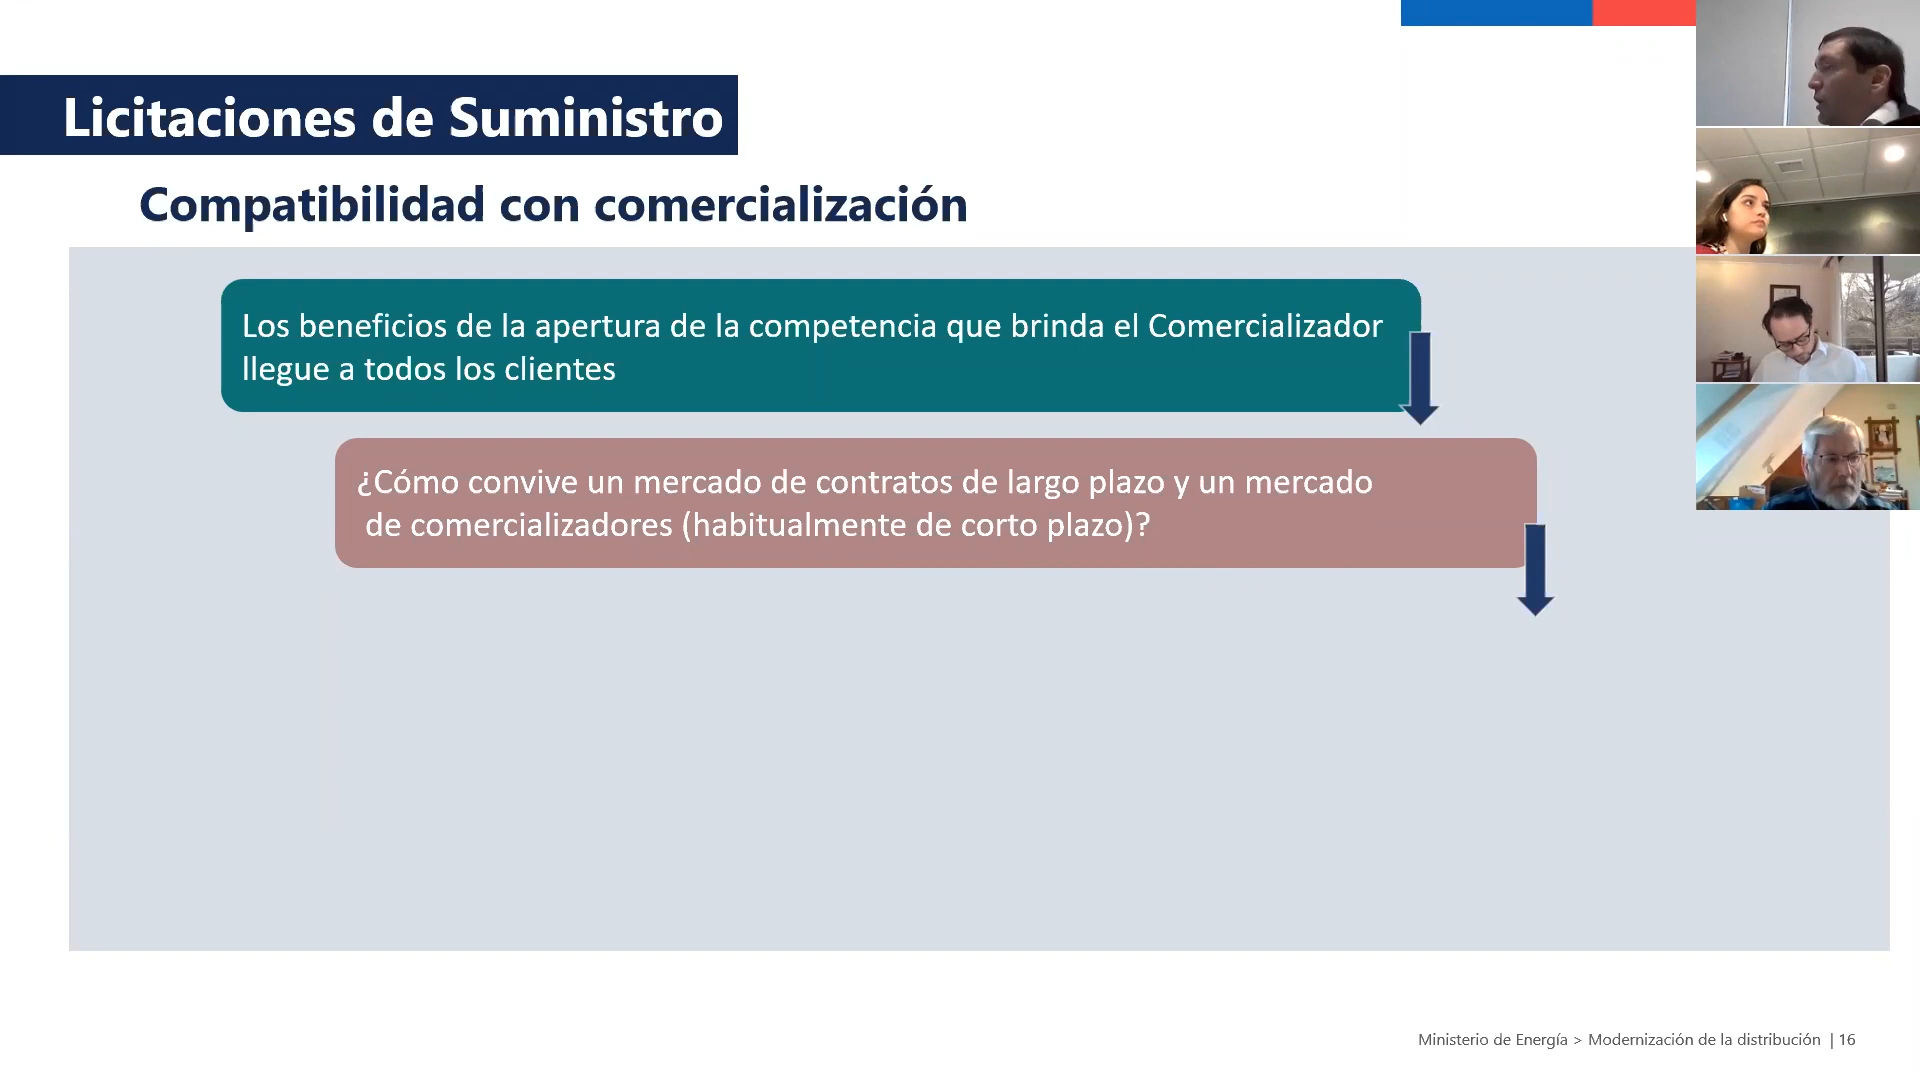 Licitaciones de Suministro
Compatibilidad con comercialización
Los beneficios de la apertura de la competencia que brinda el Comercializador
llegue a todos los clientes
¿Cómo convive un mercado de contratos de largo plazo y un mercado
de comercializadores (habitualmente de corto plazo)?
Ministerio de Energía > Modernización de la distribución | 16